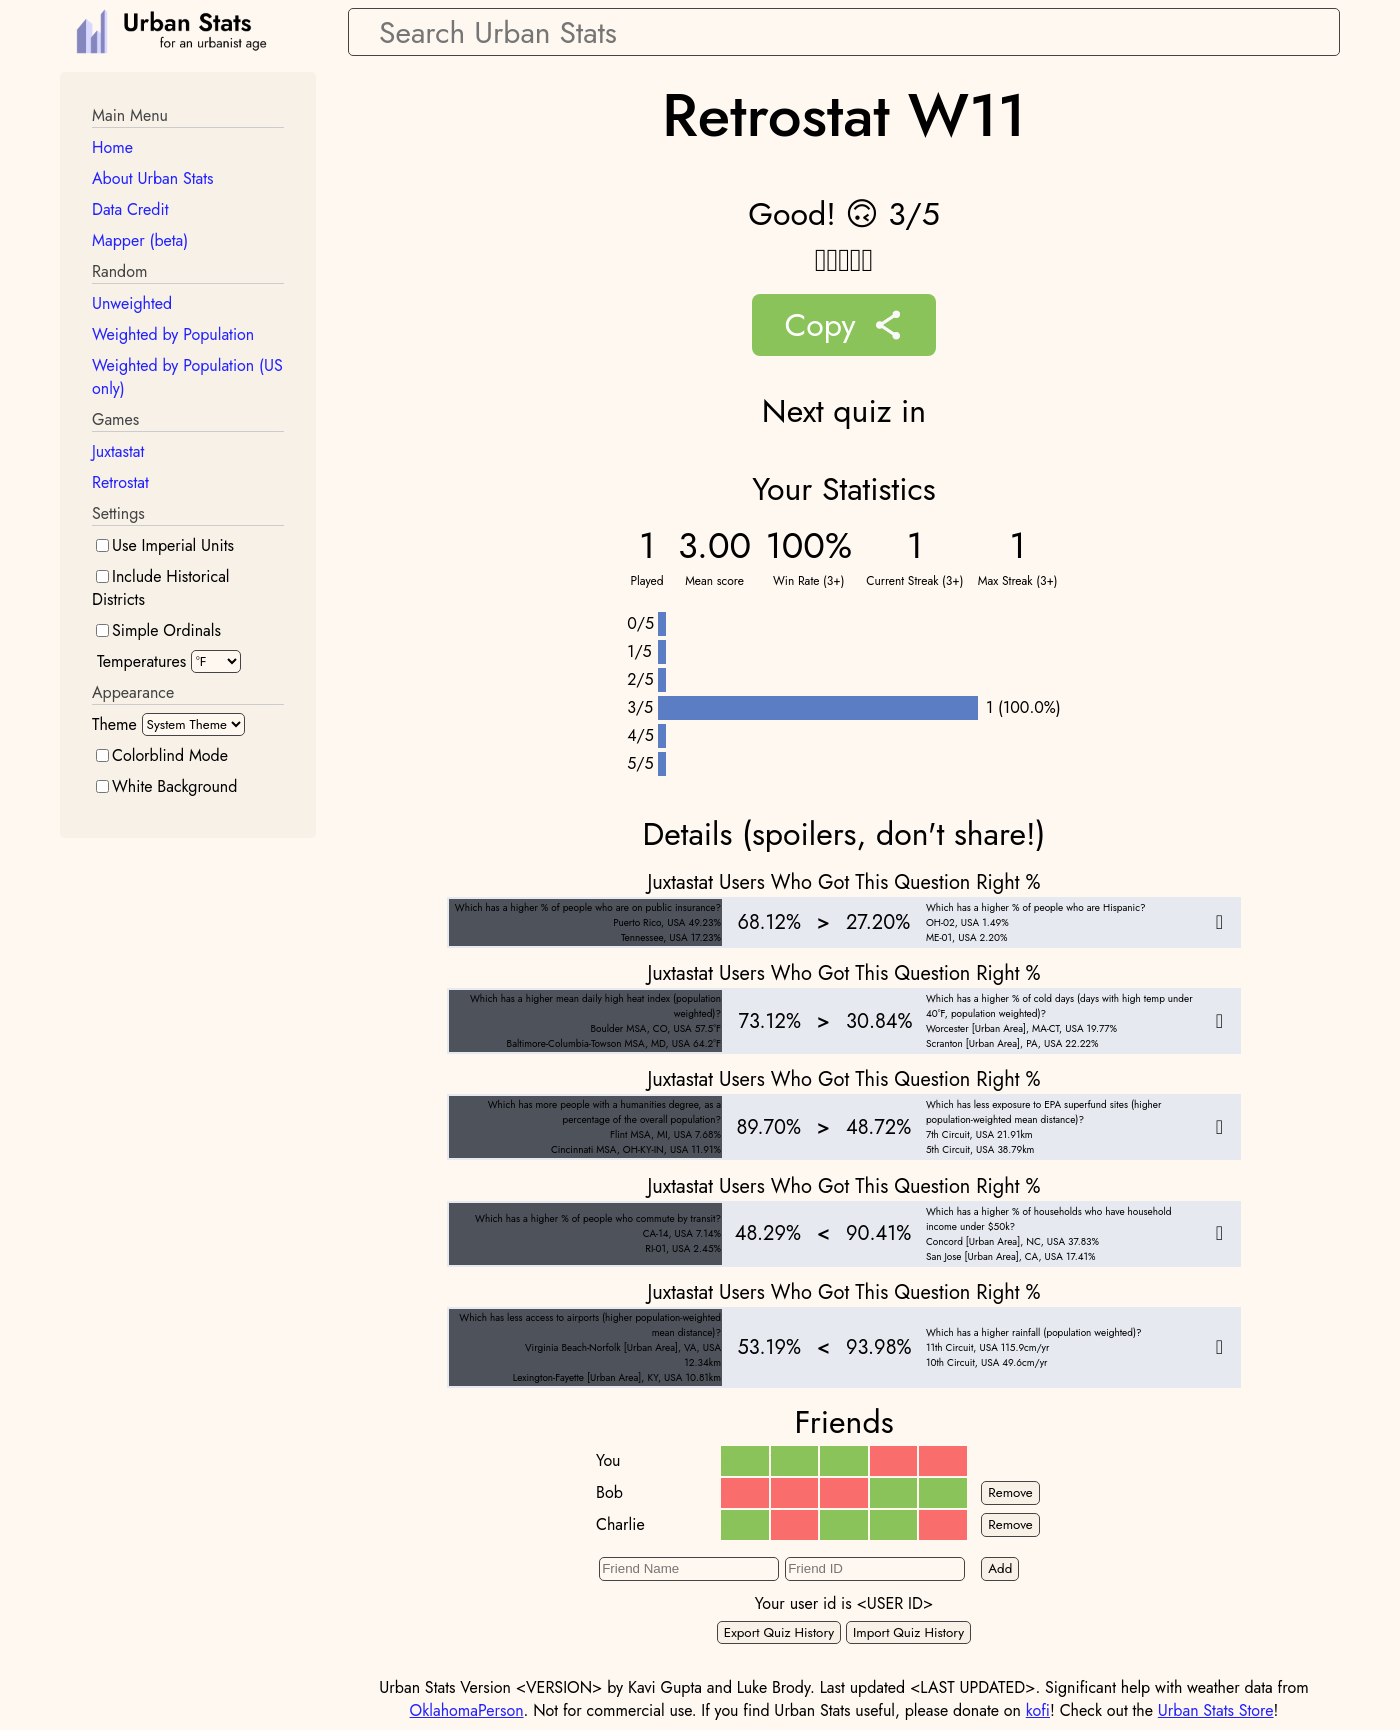 Urban Stats
for an urbanist age
Search Urban Stats
Main Menu
Home
About Urban Stats
Data Credit
Mapper (beta)
Random
Unweighted
Weighted by Population
Weighted by Population (US
only)
Games
Juxtastat
Retrostat
Settings
Use Imperial Units
Include Historical
Districts
Simple Ordinals
Temperatures °F
Appearance
Theme System Theme
Colorblind Mode
White Background
Retrostat W11
Good! 🙃 3/5
Copy
Next quiz in
Your Statistics
1 3.00 100% 1 1
Played Mean score Win Rate (3+) Current Streak (3+) Max Streak (3+)
0/5
1/5
2/5
3/5 1 (100.0%)
4/5
5/5
Details (spoilers, don't share!)
Juxtastat Users Who Got This Question Right %
Which has a higher % of people who are on public insurance?
Puerto Rico, USA 49.23%
Tennessee, USA 17.23%
68.12% > 27.20%
Which has a higher % of people who are Hispanic?
OH-02, USA 1.49%
ME-01, USA 2.20%
Juxtastat Users Who Got This Question Right %
Which has a higher mean daily high heat index (population
weighted)?
Boulder MSA, CO, USA 57.5°F
Baltimore-Columbia-Towson MSA, MD, USA 64.2°F
73.12% > 30.84%
Which has a higher % of cold days (days with high temp under
40°F, population weighted)?
Worcester [Urban Area], MA-CT, USA 19.77%
Scranton [Urban Area], PA, USA 22.22%
Juxtastat Users Who Got This Question Right %
Which has more people with a humanities degree, as a
percentage of the overall population?
Flint MSA, MI, USA 7.68%
Cincinnati MSA, OH-KY-IN, USA 11.91%
89.70% > 48.72%
Which has less exposure to EPA superfund sites (higher
population-weighted mean distance)?
7th Circuit, USA 21.91km
5th Circuit, USA 38.79km
Juxtastat Users Who Got This Question Right %
Which has a higher % of people who commute by transit?
CA-14, USA 7.14%
RI-01, USA 2.45%
48.29% < 90.41%
Which has a higher % of households who have household
income under $50k?
Concord [Urban Area], NC, USA 37.83%
San Jose [Urban Area], CA, USA 17.41%
Juxtastat Users Who Got This Question Right %
Which has less access to airports (higher population-weighted
mean distance)?
Virginia Beach-Norfolk [Urban Area], VA, USA
12.34km
Lexington-Fayette [Urban Area], KY, USA 10.81km
53.19% < 93.98%
Which has a higher rainfall (population weighted)?
11th Circuit, USA 115.9cm/yr
10th Circuit, USA 49.6cm/yr
Friends
You
Bob Remove
Charlie Remove
Friend Name Friend ID Add
Your user id is <USER ID>
Export Quiz History Import Quiz History
Urban Stats Version <VERSION> by Kavi Gupta and Luke Brody. Last updated <LAST UPDATED>. Significant help with weather data from
OklahomaPerson. Not for commercial use. If you find Urban Stats useful, please donate on kofi! Check out the Urban Stats Store!